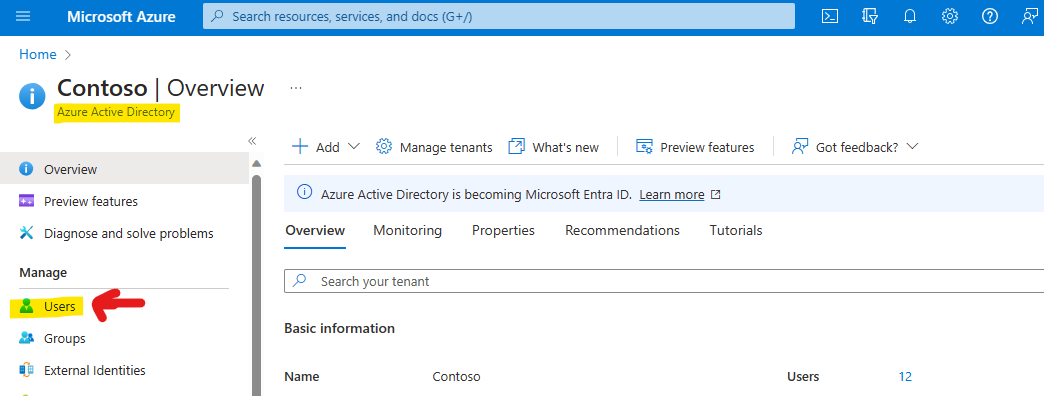 Microsoft Azure
Search resources, services, and docs (G+/)
Home
Contoso | Overview
Azure Active Directory
Overview
Preview features
Diagnose and solve problems
Manage
Users
Groups
External Identities
Add
Manage tenants
What's new
Preview features
Got feedback?
Azure Active Directory is becoming Microsoft Entra ID. Learn more
Overview Monitoring Properties Recommendations Tutorials
Search your tenant
Basic information
Name Contoso Users 12